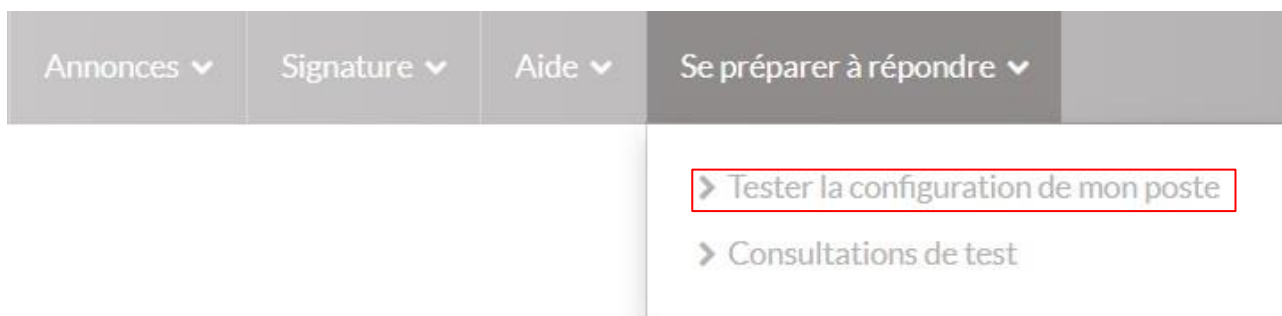 Annonces Signature Aide Se préparer à répondre
Tester la configuration de mon poste
Consultations de test